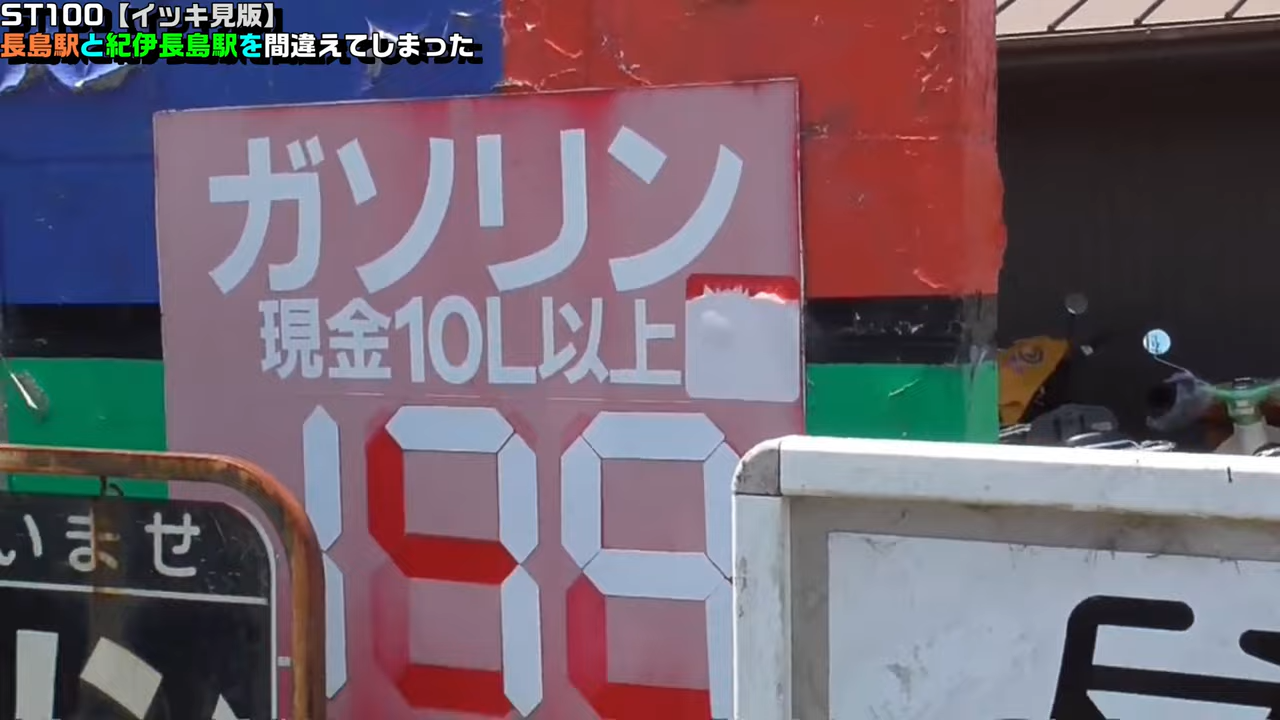 ST100【イッキ見版】
長島駅と紀伊長島駅を間違えてしまった
ガソリン
現金10L以上
179
いませ